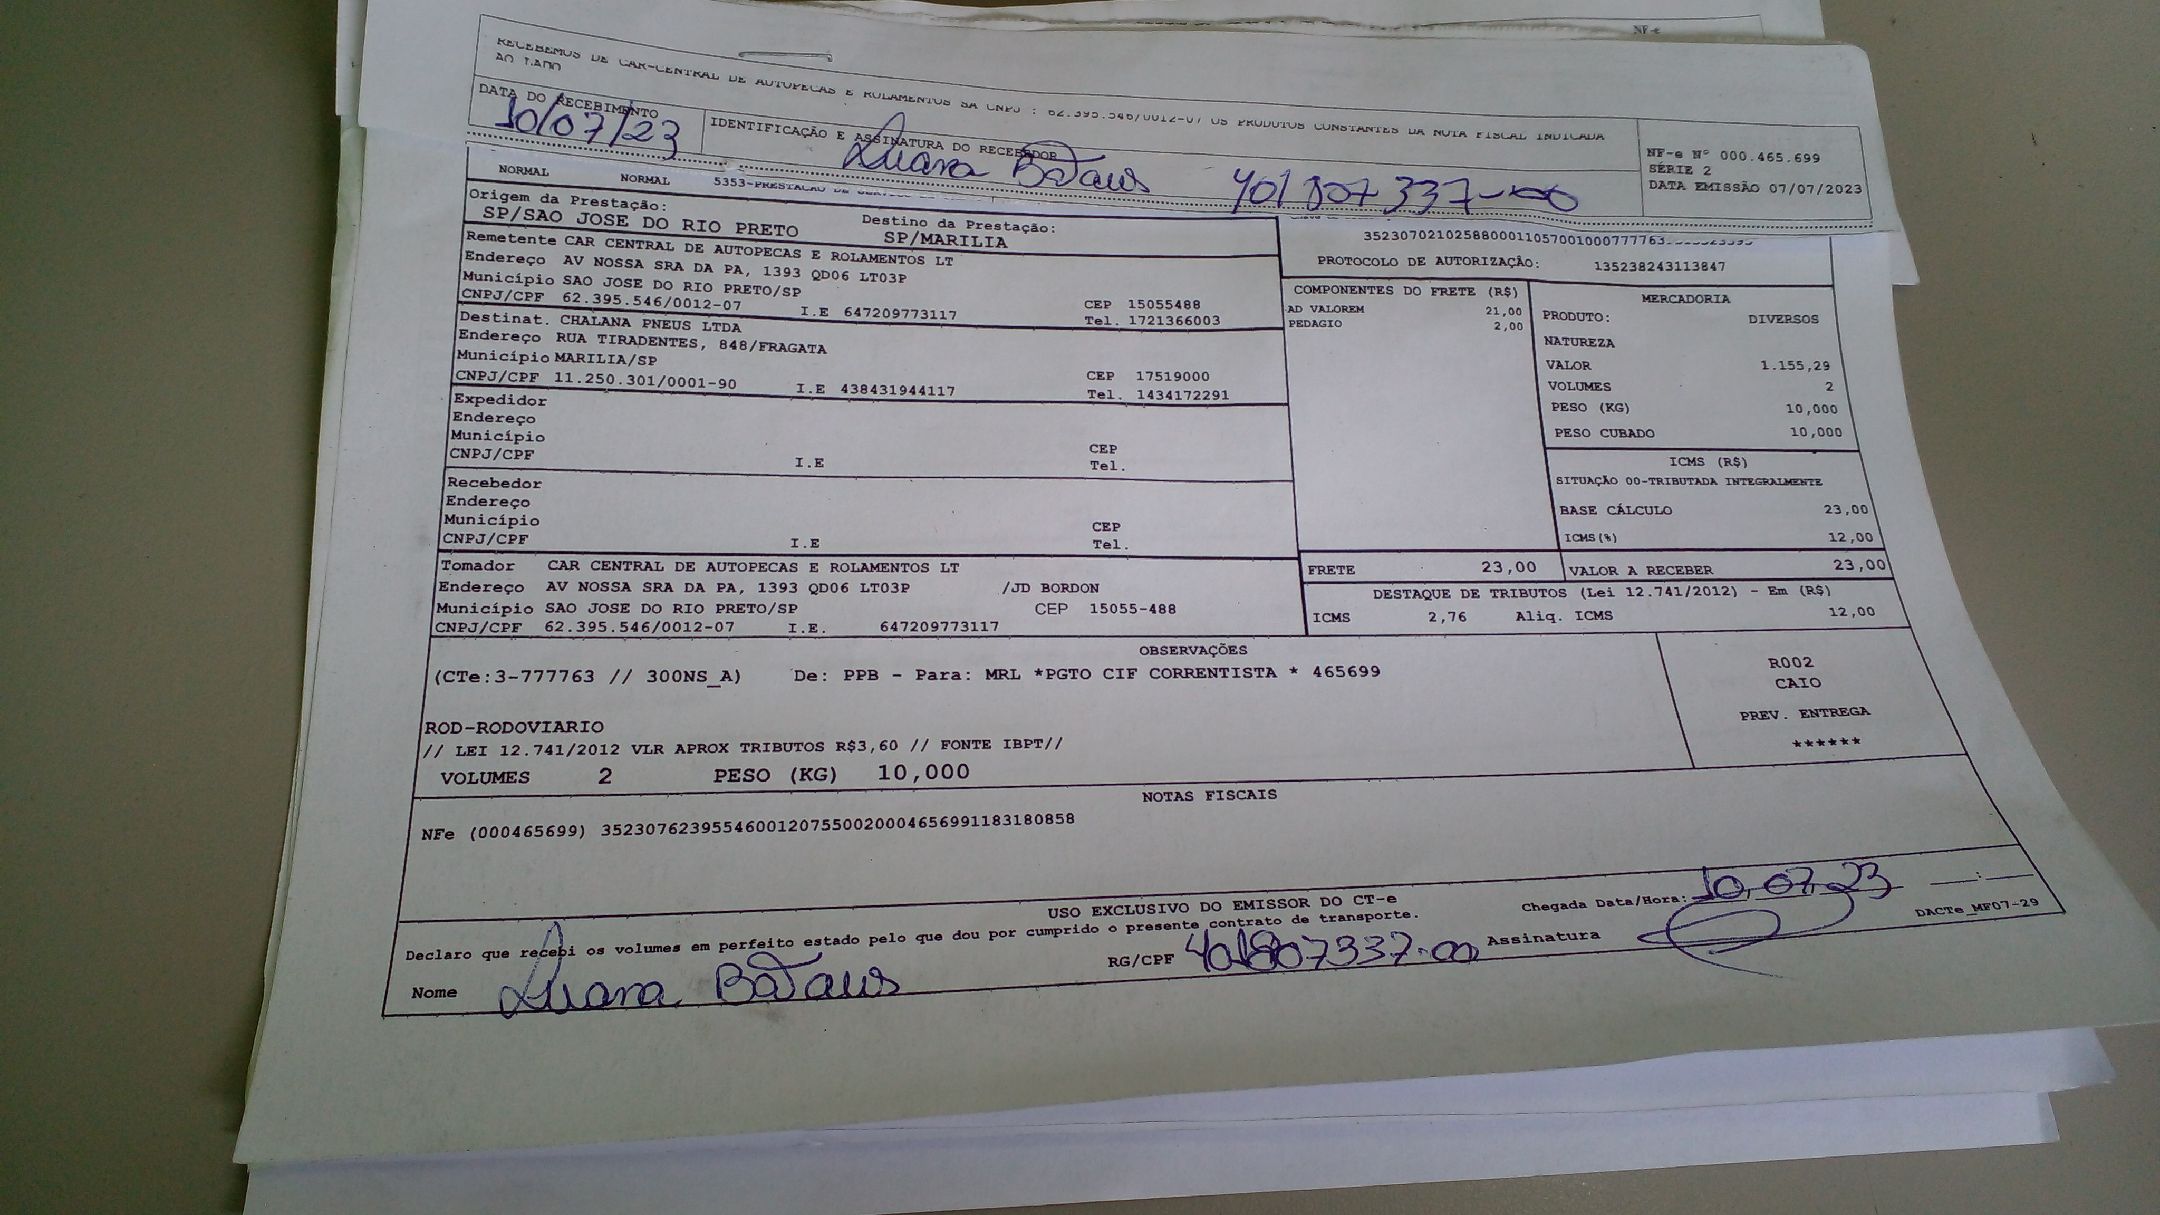 NF-e
RECEBEMOS DE CAR-CENTRAL DE AUTOPECAS E ROLAMENTOS SA CNPJ : 62.395.546/0012-07 OS PRODUTOS CONSTANTES DA NOTA FISCAL INDICADA
AO LADO
DATA DO RECEBIMENTO
10/07/23
IDENTIFICAÇÃO E ASSINATURA DO RECEBEDOR
NF-e Nº 000.465.699
SÉRIE 2
DATA EMISSÃO 07/07/2023
NORMAL NORMAL 5353-PRESTACAO DE
Origem da Prestação: Destino da Prestação:
SP/SAO JOSE DO RIO PRETO SP/MARILIA
PROTOCOLO DE AUTORIZAÇÃO: 135238243113847
Remetente CAR CENTRAL DE AUTOPECAS E ROLAMENTOS LT
Endereço AV NOSSA SRA DA PA, 1393 QD06 LT03P
Município SAO JOSE DO RIO PRETO/SP CEP 15055488
CNPJ/CPF 62.395.546/0012-07 I.E 647209773117 Tel. 1721366003
Destinat. CHALANA PNEUS LTDA
Endereço RUA TIRADENTES, 848/FRAGATA
Município MARILIA/SP CEP 17519000
CNPJ/CPF 11.250.301/0001-90 I.E 438431944117 Tel. 1434172291
Expedidor
Endereço
Município CEP
CNPJ/CPF I.E Tel.
Recebedor
Endereço
Município CEP
CNPJ/CPF I.E Tel.
Tomador CAR CENTRAL DE AUTOPECAS E ROLAMENTOS LT
Endereço AV NOSSA SRA DA PA, 1393 QD06 LT03P /JD BORDON
Município SAO JOSE DO RIO PRETO/SP CEP 15055-488
CNPJ/CPF 62.395.546/0012-07 I.E. 647209773117
COMPONENTES DO FRETE (R$)
AD VALOREM 21,00
PEDAGIO 2,00
MERCADORIA
PRODUTO: DIVERSOS
NATUREZA
VALOR 1.155,29
VOLUMES 2
PESO (KG) 10,000
PESO CUBADO 10,000
ICMS (R$)
SITUAÇÃO 00-TRIBUTADA INTEGRALMENTE
BASE CÁLCULO 23,00
ICMS(%) 12,00
FRETE 23,00 VALOR A RECEBER 23,00
DESTAQUE DE TRIBUTOS (Lei 12.741/2012) - Em (R$)
ICMS 2,76 Aliq. ICMS 12,00
OBSERVAÇÕES
(CTe:3-777763 // 300NS_A) De: PPB - Para: MRL *PGTO CIF CORRENTISTA * 465699
ROD-RODOVIARIO
// LEI 12.741/2012 VLR APROX TRIBUTOS R$3,60 // FONTE IBPT//
VOLUMES 2 PESO (KG) 10,000
R002
CAIO
PREV. ENTREGA
******
NOTAS FISCAIS
NFe (000465699) 35230762395546001207550020004656991183180858
USO EXCLUSIVO DO EMISSOR DO CT-e
Declaro que recebi os volumes em perfeito estado pelo que dou por cumprido o presente contrato de transporte.
Chegada Data/Hora: 10,07,23 __:__
Nome Luana RG/CPF 401807337-00 Assinatura
DACTe_MF07-29